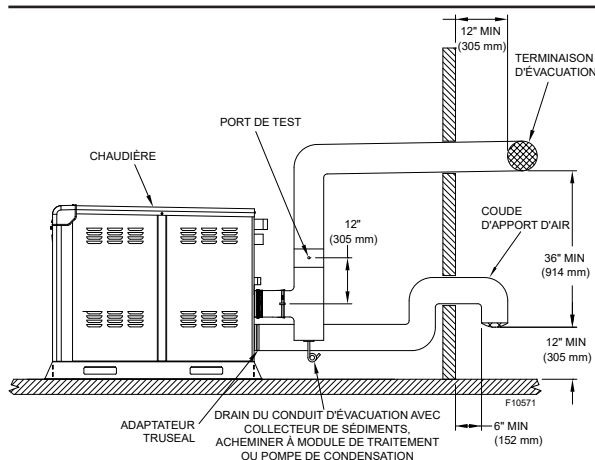 12" MIN
(305 mm)
TERMINAISON
D'ÉVACUATION
PORT DE TEST
CHAUDIÈRE
12"
(305 mm)
COUDE
D'APPORT D'AIR
36" MIN
(914 mm)
12" MIN
(305 mm)
F10571
ADAPTATEUR
TRUSEAL
DRAIN DU CONDUIT D'ÉVACUATION AVEC
COLLECTEUR DE SÉDIMENTS,
ACHEMINER À MODULE DE TRAITEMENT
OU POMPE DE CONDENSATION
6" MIN
(152 mm)